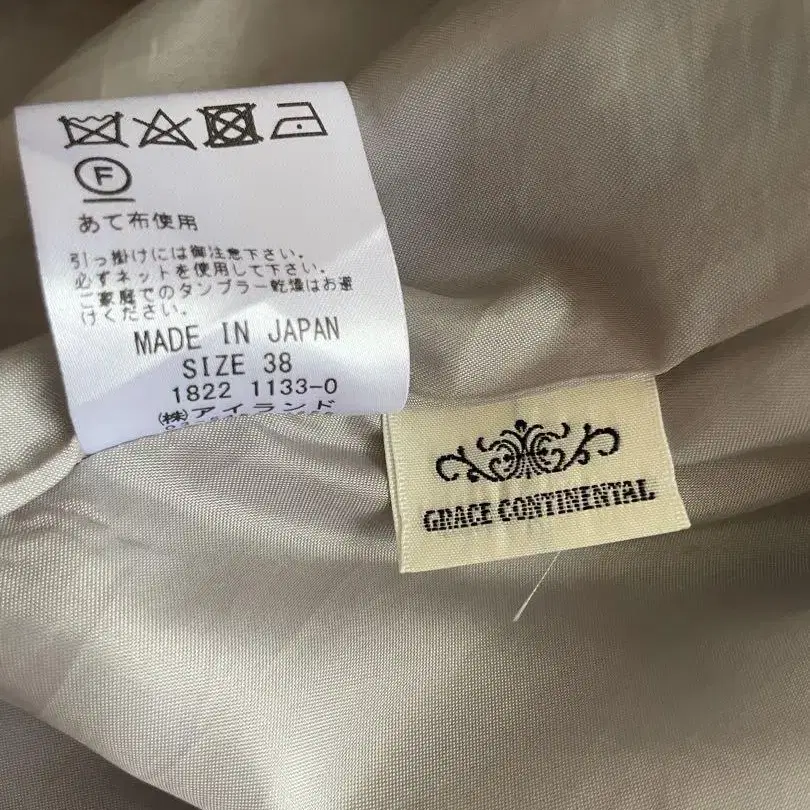 F
あて布使用
引っ掛けには御注意下さい。
必ずネットを使用して下さい。
ご家庭でのタンブラー乾燥はお避
けください。
MADE IN JAPAN
SIZE 38
1822 1133-0
(株)アイランド
GRACE CONTINENTAL